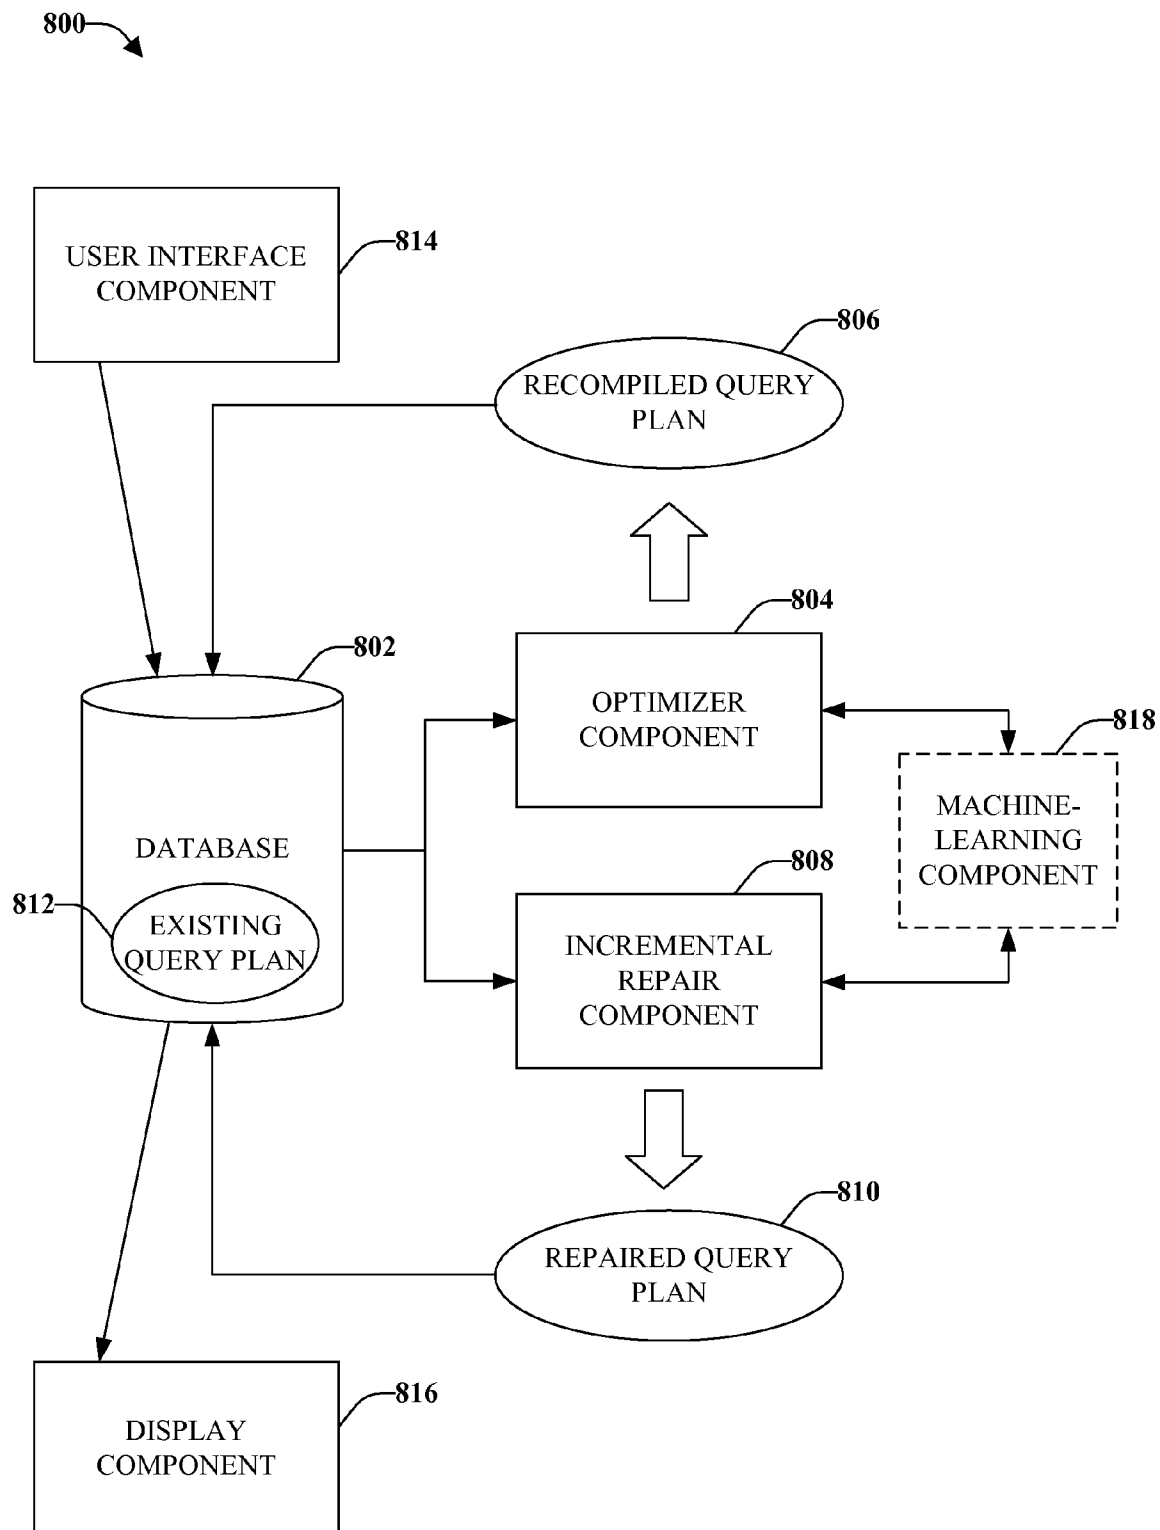 800
USER INTERFACE
COMPONENT
814
806
RECOMPILED QUERY
PLAN
804
802
OPTIMIZER
COMPONENT
818
MACHINE-
LEARNING
COMPONENT
DATABASE
808
812
EXISTING
QUERY PLAN
INCREMENTAL
REPAIR
COMPONENT
810
REPAIRED QUERY
PLAN
816
DISPLAY
COMPONENT